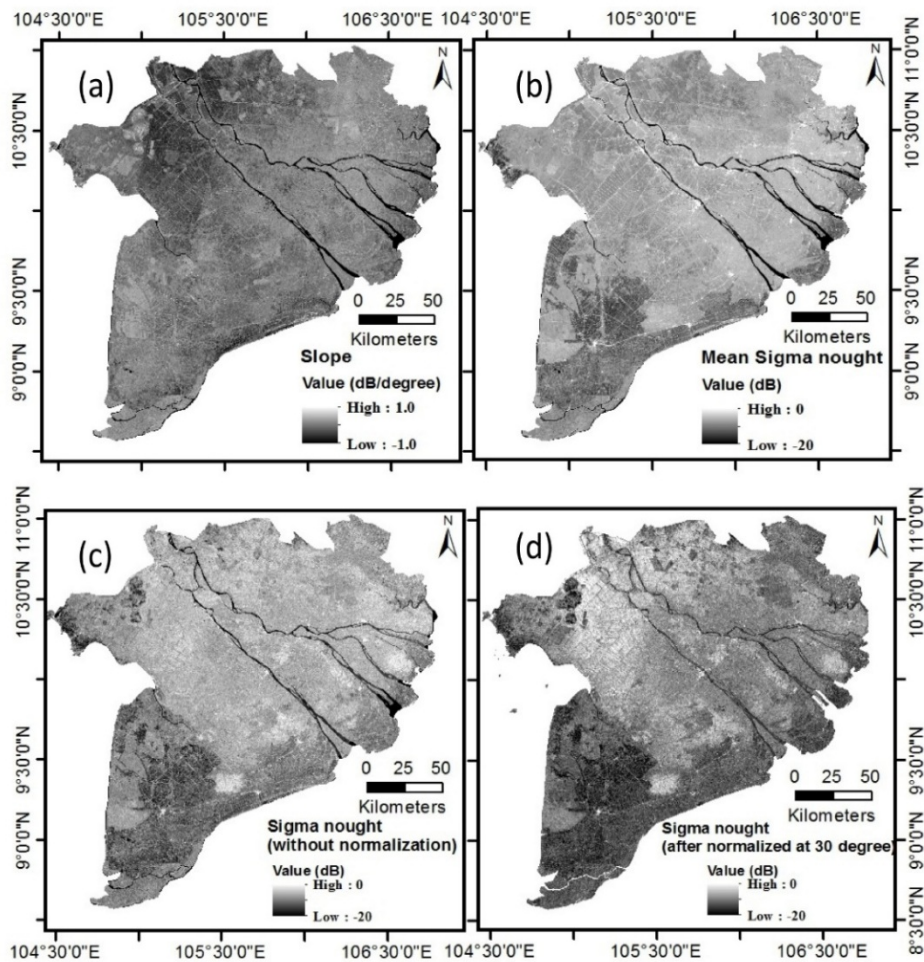 104°30'0"E 105°30'0"E 106°30'0"E 104°30'0"E 105°30'0"E 106°30'0"E
(a)
N
0 25 50
Kilometers
Slope
Value (dB/degree)
High : 1.0
Low : -1.0
10°30'0"N
9°30'0"N
9°0'0"N
(b)
N
0 25 50
Kilometers
Mean Sigma nought
Value (dB)
High : 0
Low : -20
11°0'0"N
10°30'0"N
9°30'0"N
9°0'0"N
11°0'0"N
10°30'0"N
9°30'0"N
9°0'0"N
(c)
N
0 25 50
Kilometers
Sigma nought
(without normalization)
Value (dB)
High : 0
Low : -20
(d)
N
0 25 50
Kilometers
Sigma nought
(after normalized at 30 degree)
Value (dB)
High : 0
Low : -20
11°0'0"N
10°30'0"N
9°30'0"N
9°0'0"N
8°30'0"N
104°30'0"E 105°30'0"E 106°30'0"E 104°30'0"E 105°30'0"E 106°30'0"E